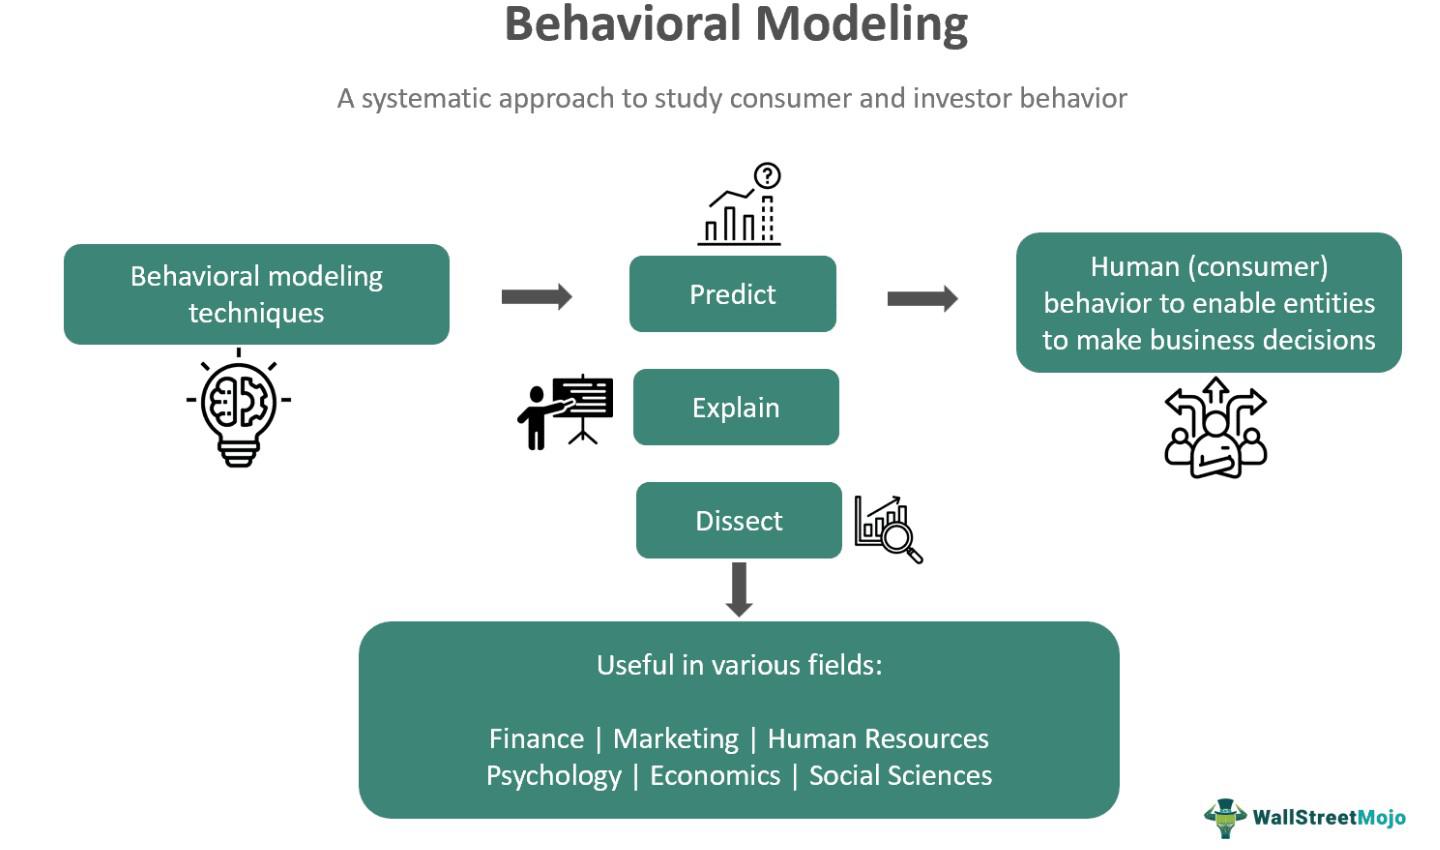 Behavioral Modeling
A systematic approach to study consumer and investor behavior
?
Behavioral modeling
techniques
Predict
Human (consumer)
behavior to enable entities
to make business decisions
Explain
Dissect
Useful in various fields:
Finance | Marketing | Human Resources
Psychology | Economics | Social Sciences
WallStreetMojo